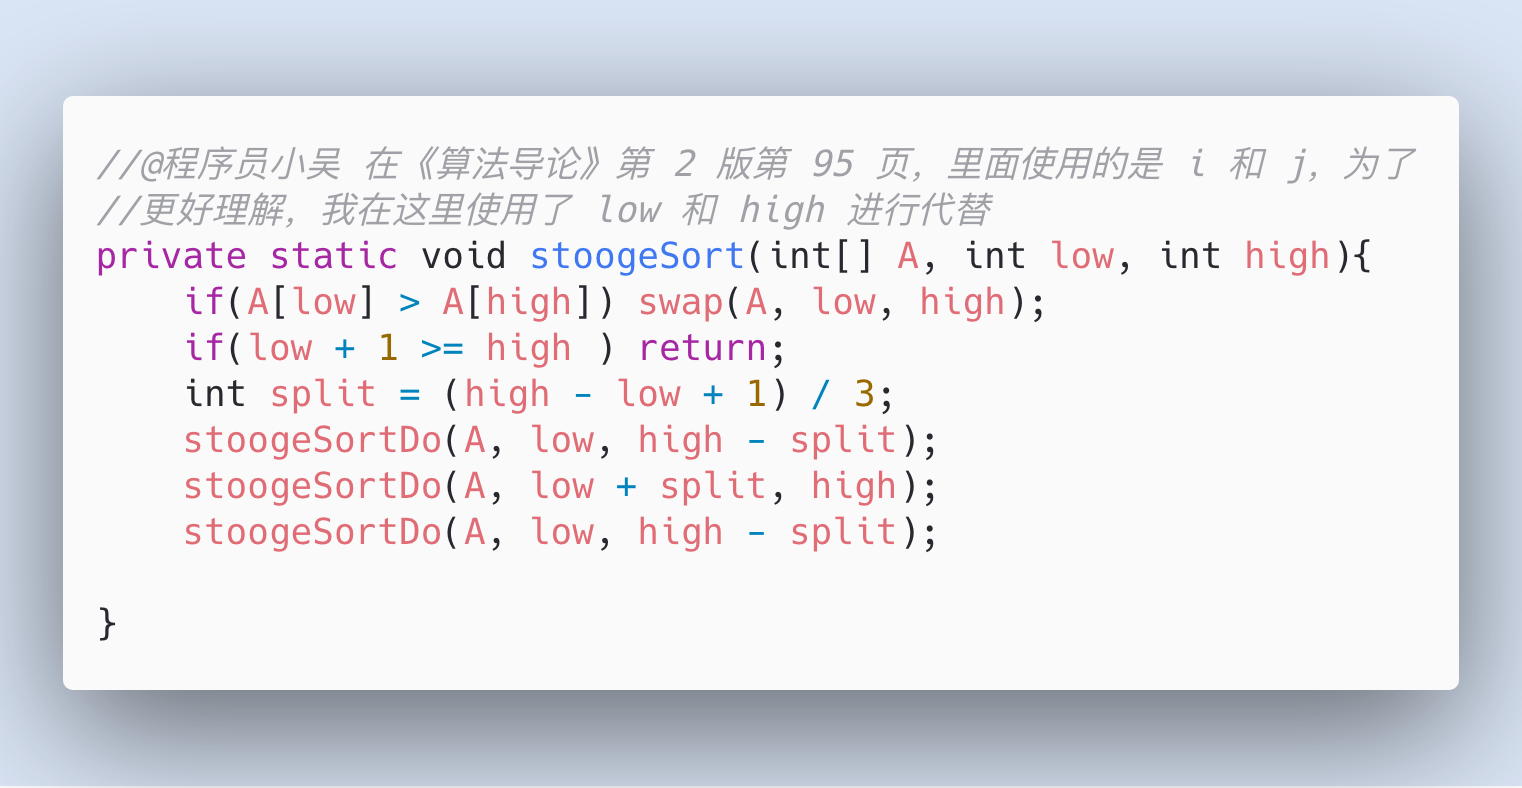 //@程序员小吴 在《算法导论》第 2 版第 95 页，里面使用的是 i 和 j，为了
//更好理解，我在这里使用了 low 和 high 进行代替
private static void stoogeSort(int[] A, int low, int high){
    if(A[low] > A[high]) swap(A, low, high);
    if(low + 1 >= high ) return;
    int split = (high - low + 1) / 3;
    stoogeSortDo(A, low, high - split);
    stoogeSortDo(A, low + split, high);
    stoogeSortDo(A, low, high - split);
}